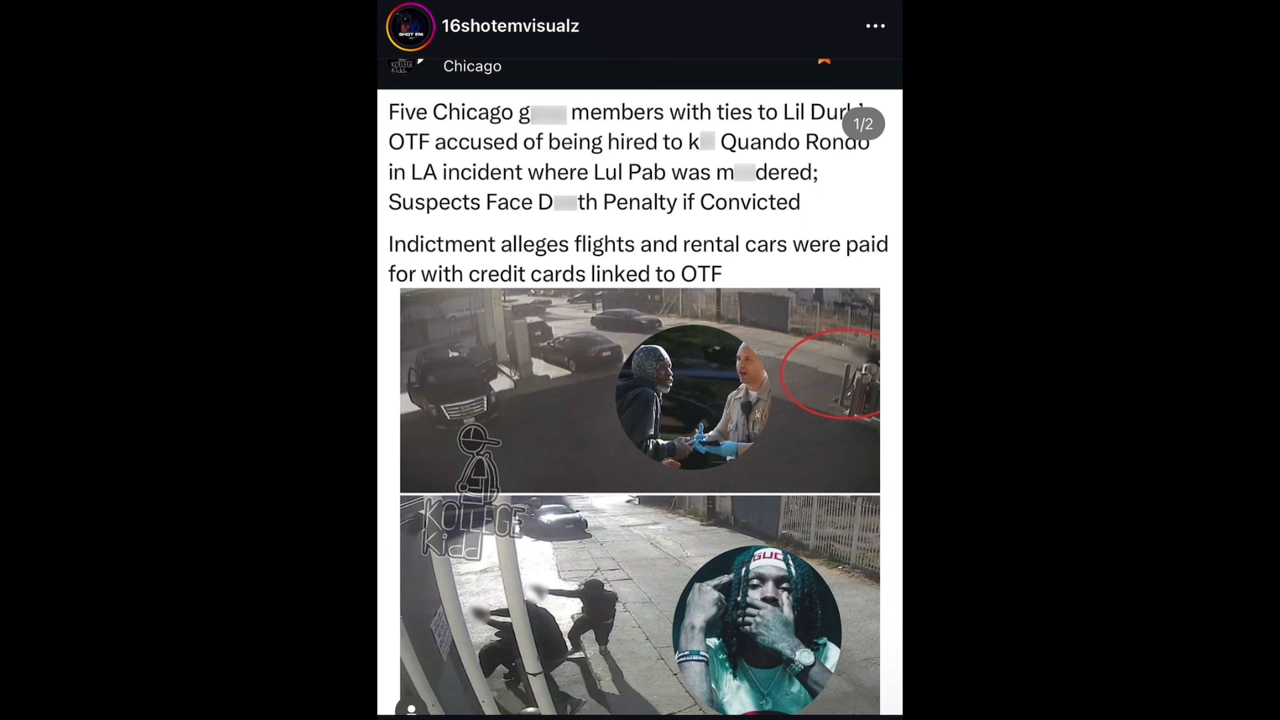 16shotemvisualz
Chicago
Five Chicago g members with ties to Lil Durk'
1/2
OTF accused of being hired to k Quando Rondo
in LA incident where Lul Pab was m dered;
Suspects Face D th Penalty if Convicted
Indictment alleges flights and rental cars were paid
for with credit cards linked to OTF
KOLLEGE
Kidd
GUC